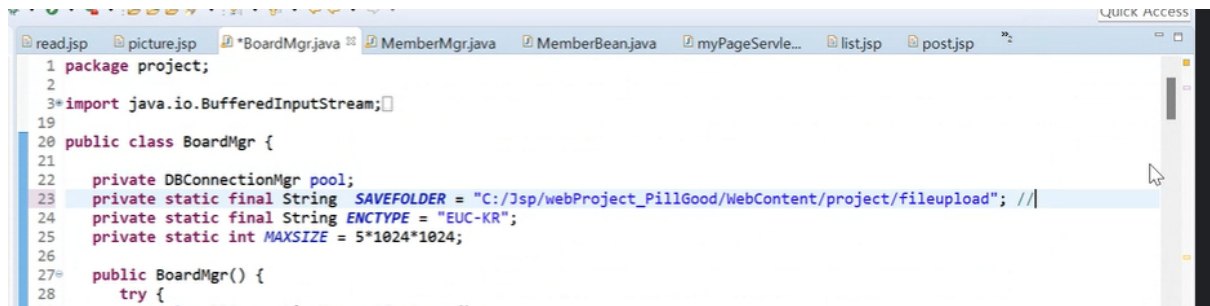 Quick Access
read.jsp picture.jsp *BoardMgr.java MemberMgr.java MemberBean.java myPageServle... list.jsp post.jsp »2
1 package project;
2
3 import java.io.BufferedInputStream;
19
20 public class BoardMgr {
21
22 private DBConnectionMgr pool;
23 private static final String SAVEFOLDER = "C:/Jsp/webProject_PillGood/WebContent/project/fileupload"; //
24 private static final String ENCTYPE = "EUC-KR";
25 private static int MAXSIZE = 5*1024*1024;
26
27 public BoardMgr() {
28 try {